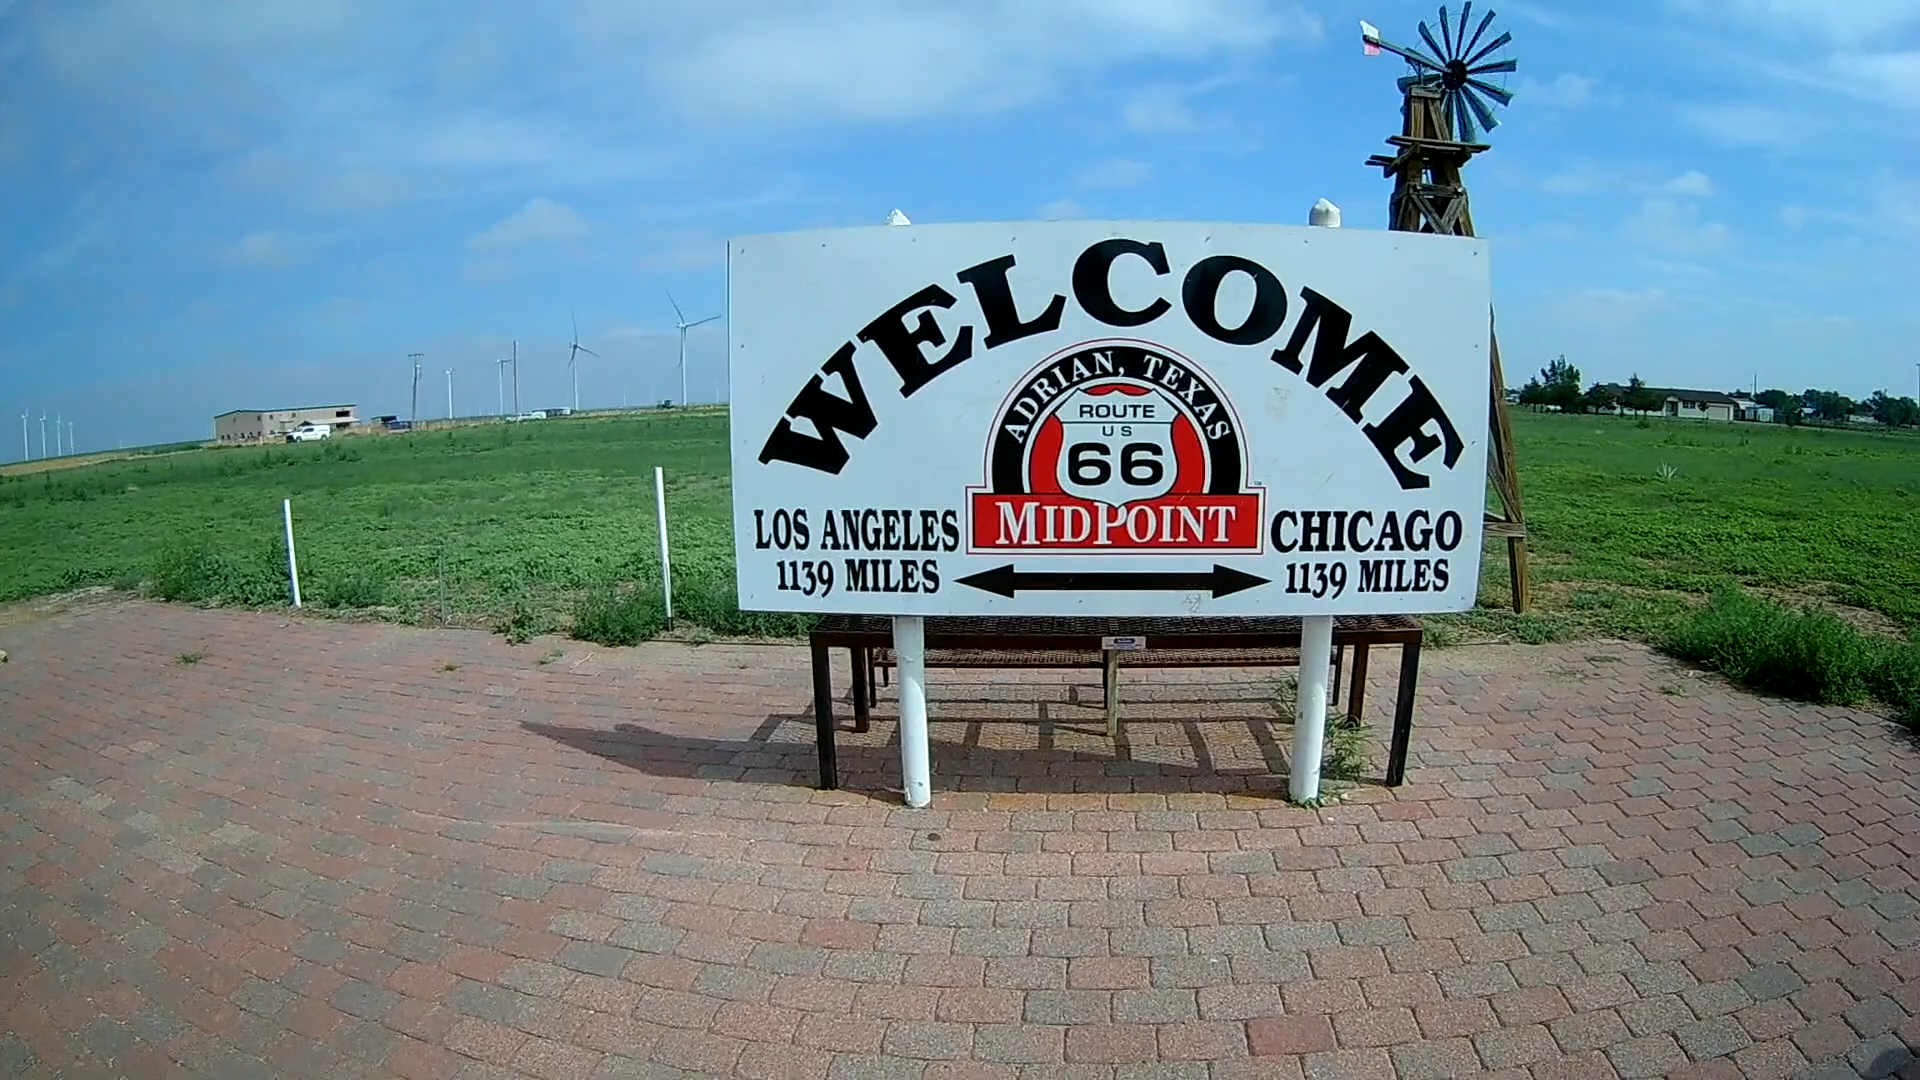 WELCOME
ADRIAN, TEXAS
ROUTE
US
66
MIDPOINT
LOS ANGELES
1139 MILES
CHICAGO
1139 MILES